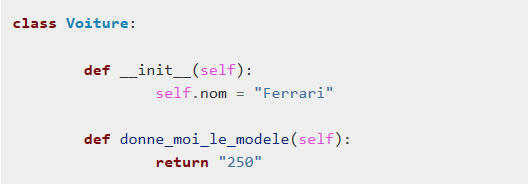 class Voiture:
def __init__(self):
self.nom = "Ferrari"
def donne_moi_le_modele(self):
return "250"